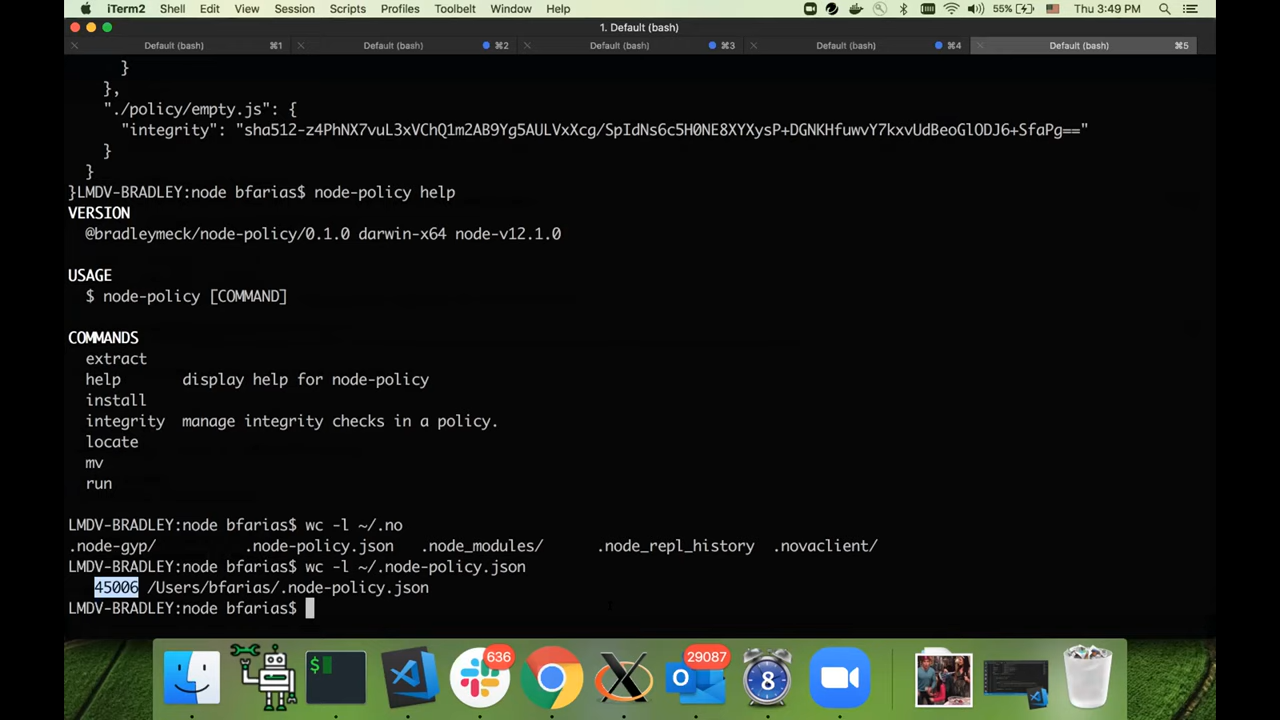 iTerm2 Shell Edit View Session Scripts Profiles Toolbelt Window Help 55% Thu 3:49 PM
1. Default (bash)
Default (bash) ⌘1 Default (bash) ⌘2 Default (bash) ⌘3 Default (bash) ⌘4 Default (bash) ⌘5
}
},
"./policy/empty.js": {
"integrity": "sha512-z4PhNX7vuL3xVChQ1m2AB9Yg5AULVxXcg/SpIdNs6c5H0NE8XYXysP+DGNKHfuwvY7kxvUdBeoGlODJ6+SfaPg=="
}
}
}LMDV-BRADLEY:node bfarias$ node-policy help
VERSION
@bradleymeck/node-policy/0.1.0 darwin-x64 node-v12.1.0
USAGE
$ node-policy [COMMAND]
COMMANDS
extract
help display help for node-policy
install
integrity manage integrity checks in a policy.
locate
mv
run
LMDV-BRADLEY:node bfarias$ wc -l ~/.no
.node-gyp/ .node-policy.json .node_modules/ .node_repl_history .novaclient/
LMDV-BRADLEY:node bfarias$ wc -l ~/.node-policy.json
45006 /Users/bfarias/.node-policy.json
LMDV-BRADLEY:node bfarias$
636
29087
$
8